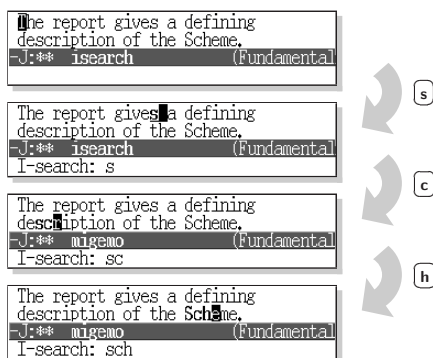 The report gives a defining
description of the Scheme.
-J:** isearch (Fundamental
s
The report gives a defining
description of the Scheme.
-J:** isearch (Fundamental
I-search: s
c
The report gives a defining
description of the Scheme.
-J:** migemo (Fundamental
I-search: sc
h
The report gives a defining
description of the Scheme.
-J:** migemo (Fundamental
I-search: sch